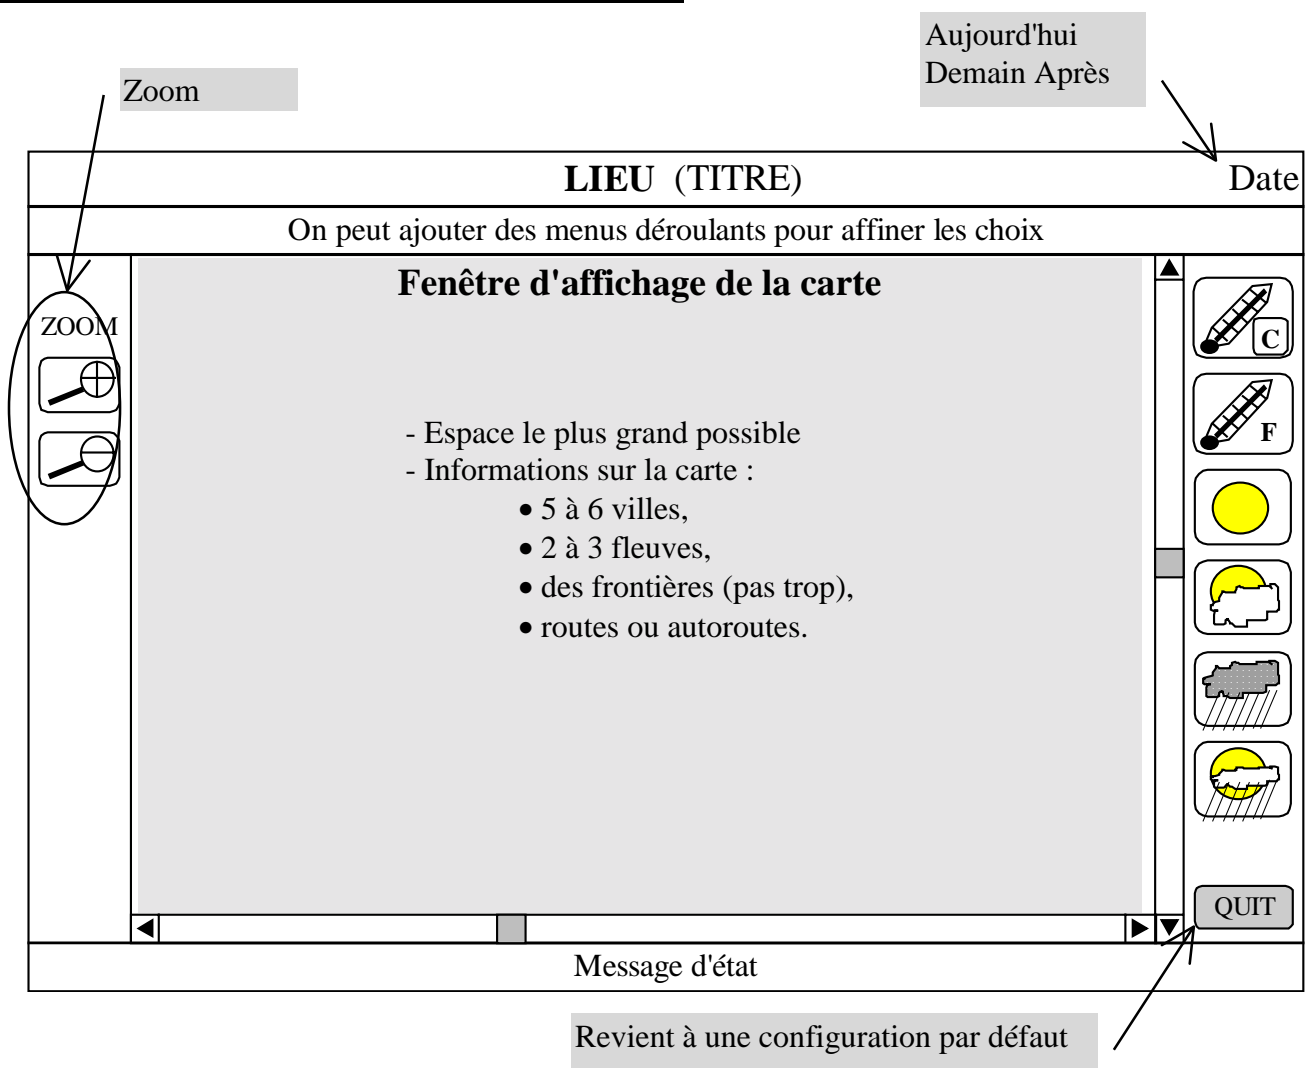 Aujourd'hui
Demain Après
Zoom
LIEU (TITRE)
Date
On peut ajouter des menus déroulants pour affiner les choix
Fenêtre d'affichage de la carte
ZOOM
C
F
- Espace le plus grand possible
- Informations sur la carte :
• 5 à 6 villes,
• 2 à 3 fleuves,
• des frontières (pas trop),
• routes ou autoroutes.
QUIT
Message d'état
Revient à une configuration par défaut